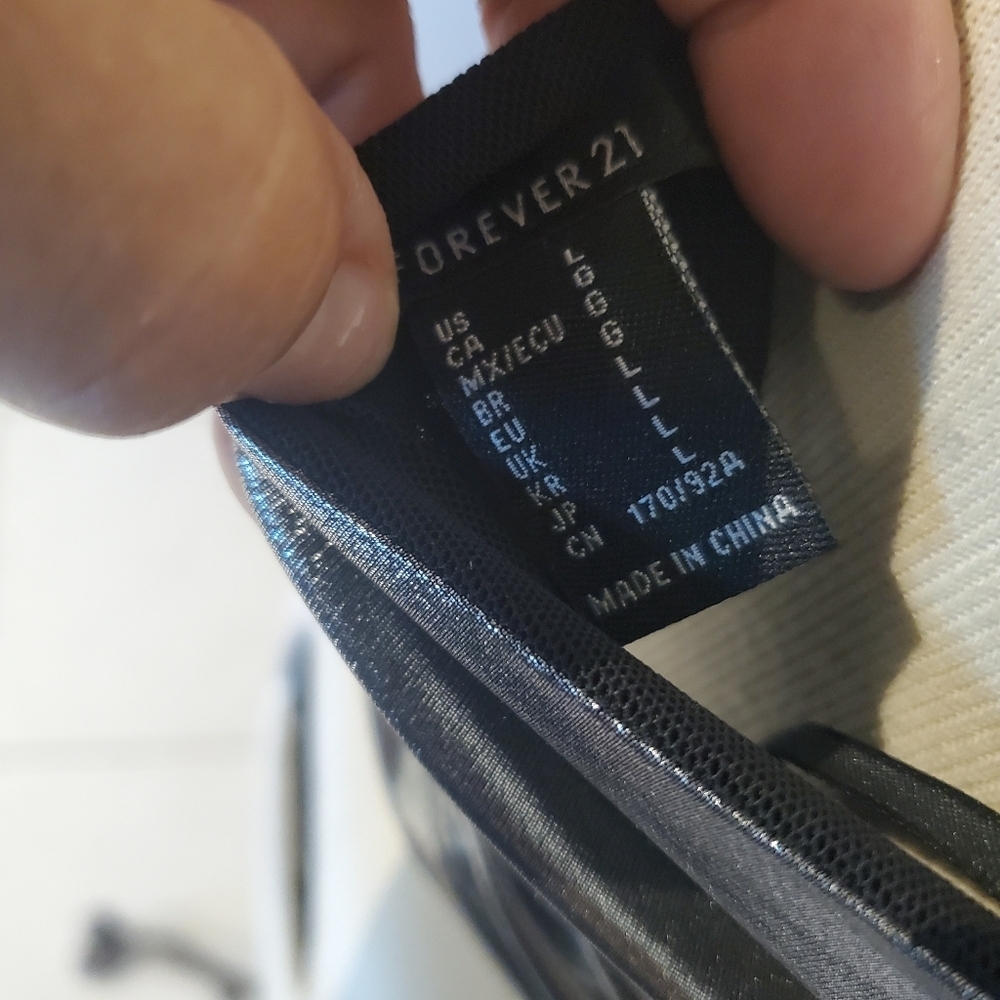 FOREVER 21
US L
CA G
MX/ECU G
BR G
EU L
UK L
KR L
JP L
CN 170/92A
MADE IN CHINA